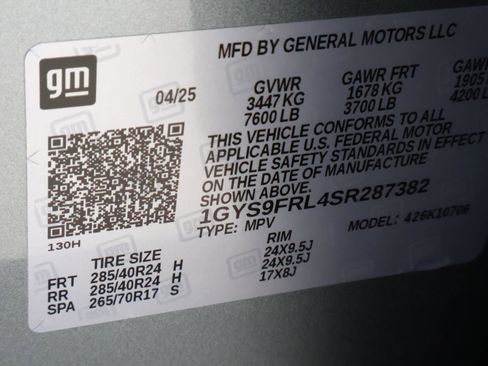 gm
MFD BY GENERAL MOTORS LLC
04/25
GVWR GAWR FRT GAW
3447 KG 1678 KG 1905
7600 LB 3700 LB 4200 L
THIS VEHICLE CONFORMS TO ALL
APPLICABLE U.S. FEDERAL MOTOR
VEHICLE SAFETY STANDARDS IN EFFECT
ON THE DATE OF MANUFACTURE
SHOWN ABOVE.
1GYS9FRL4SR287382
TYPE: MPV MODEL: 426K10706
130H
TIRE SIZE RIM
FRT 285/40R24 H 24X9.5J
RR 285/40R24 H 24X9.5J
SPA 265/70R17 S 17X8J